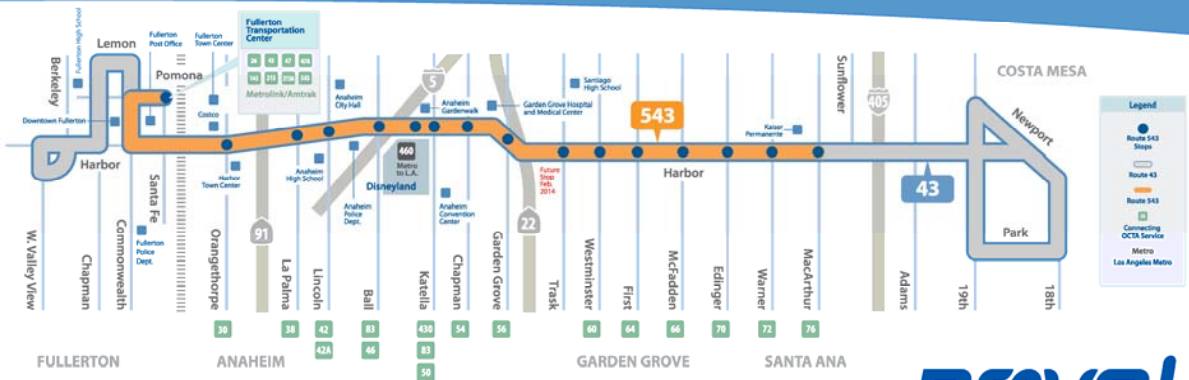 Lemon
Berkeley
Fullerton High School
Fullerton
Post Office
Fullerton
Town Center
Fullerton
Transportation
Center
26
43
47
143
213
543
Metrolink/Amtrak
Pomona
Costco
Downtown Fullerton
Harbor
Harbor
Town Center
Santa Fe
Fullerton
Police
Dept.
W. Valley View
Chapman
Commonwealth
Orangethorpe
91
La Palma
Lincoln
Anaheim
City Hall
Anaheim
High School
Anaheim
Police
Dept.
Ball
5
460
Metro
to L.A.
Disneyland
Anaheim
Gardenwalk
Anaheim
Convention
Center
Katella
Chapman
Garden Grove
Garden Grove Hospital
and Medical Center
22
Future
Stop
Feb.
2014
Trask
Santiago
High School
Westminster
First
543
Harbor
McFadden
Edinger
Kaiser
Permanente
Warner
MacArthur
Sunflower
405
43
Adams
19th
18th
Newport
Park
COSTA MESA
30
38
42
42A
83
46
430
83
50
54
56
60
64
66
70
72
76
FULLERTON
ANAHEIM
GARDEN GROVE
SANTA ANA
Legend
Route 543
Stops
Route 43
Route 543
Connecting
OCTA Service
Metro
Los Angeles Metro